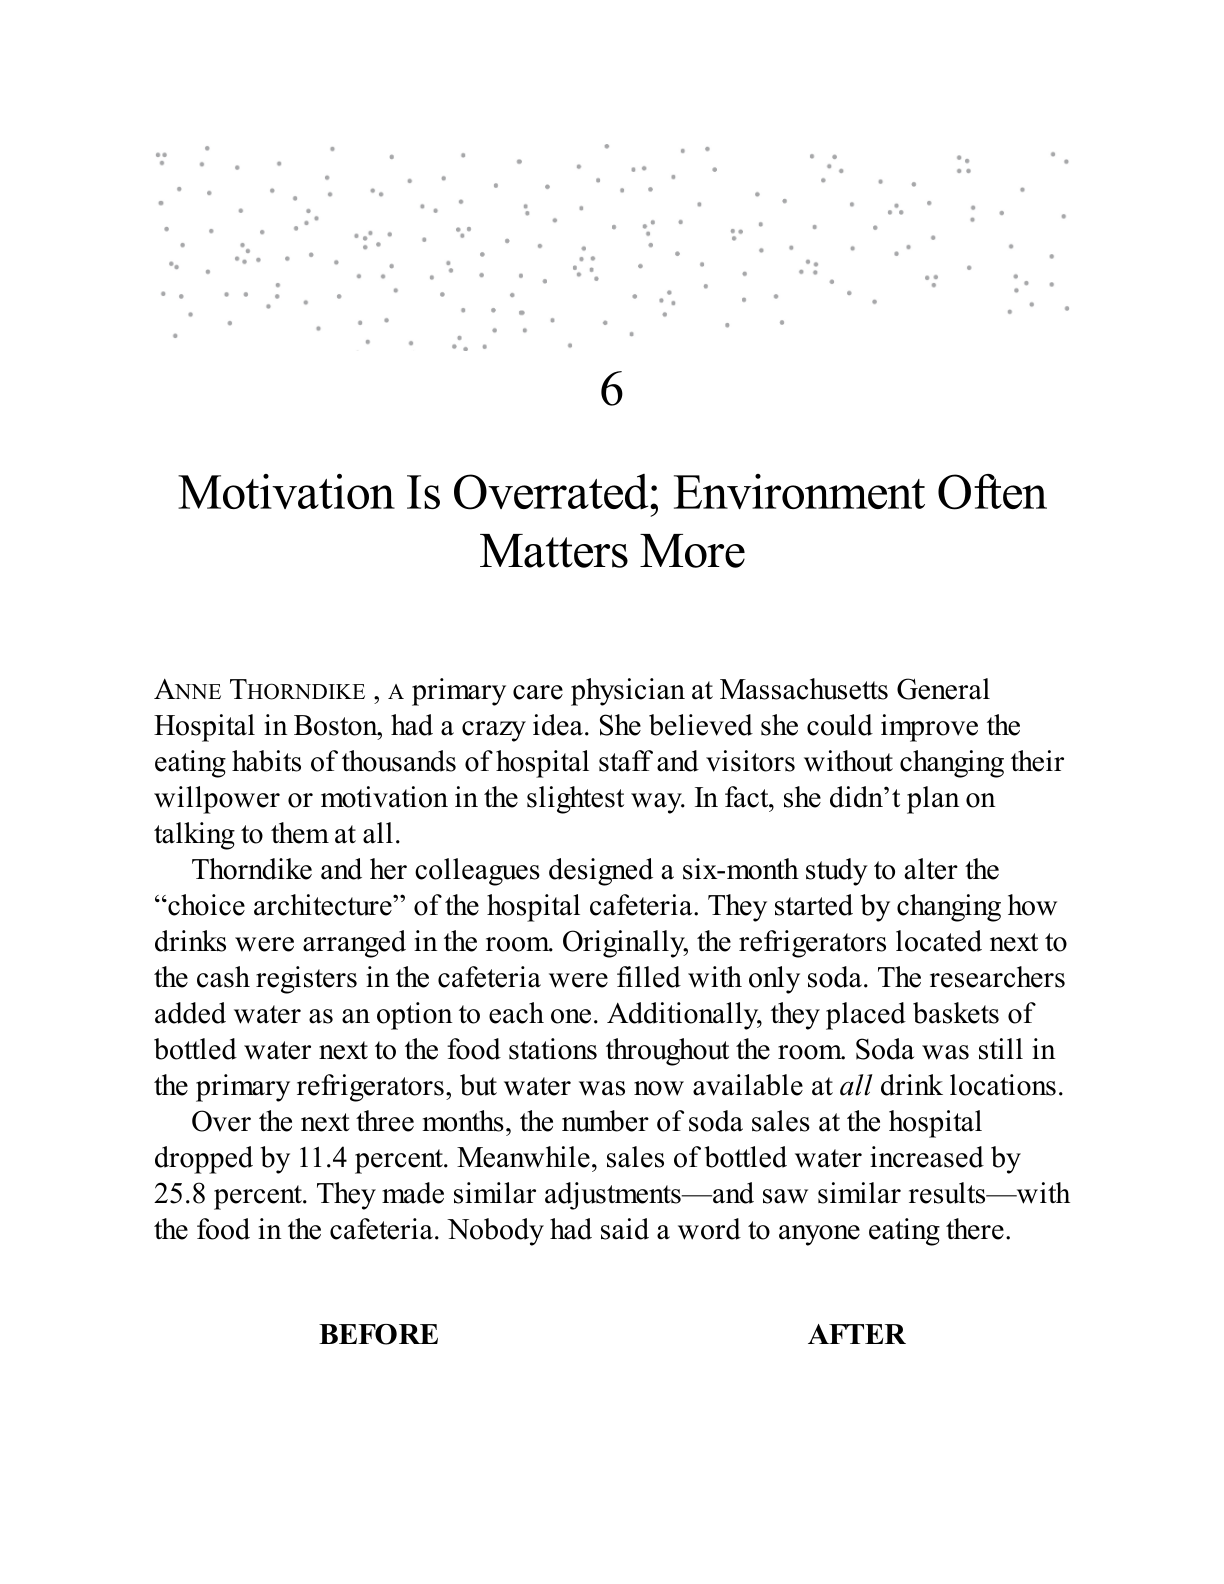 6
Motivation Is Overrated; Environment Often
Matters More
ANNE THORNDIKE , A primary care physician at Massachusetts General
Hospital in Boston, had a crazy idea. She believed she could improve the
eating habits of thousands of hospital staff and visitors without changing their
willpower or motivation in the slightest way. In fact, she didn’t plan on
talking to them at all.
Thorndike and her colleagues designed a six-month study to alter the
“choice architecture” of the hospital cafeteria. They started by changing how
drinks were arranged in the room. Originally, the refrigerators located next to
the cash registers in the cafeteria were filled with only soda. The researchers
added water as an option to each one. Additionally, they placed baskets of
bottled water next to the food stations throughout the room. Soda was still in
the primary refrigerators, but water was now available at all drink locations.
Over the next three months, the number of soda sales at the hospital
dropped by 11.4 percent. Meanwhile, sales of bottled water increased by
25.8 percent. They made similar adjustments—and saw similar results—with
the food in the cafeteria. Nobody had said a word to anyone eating there.
BEFORE AFTER